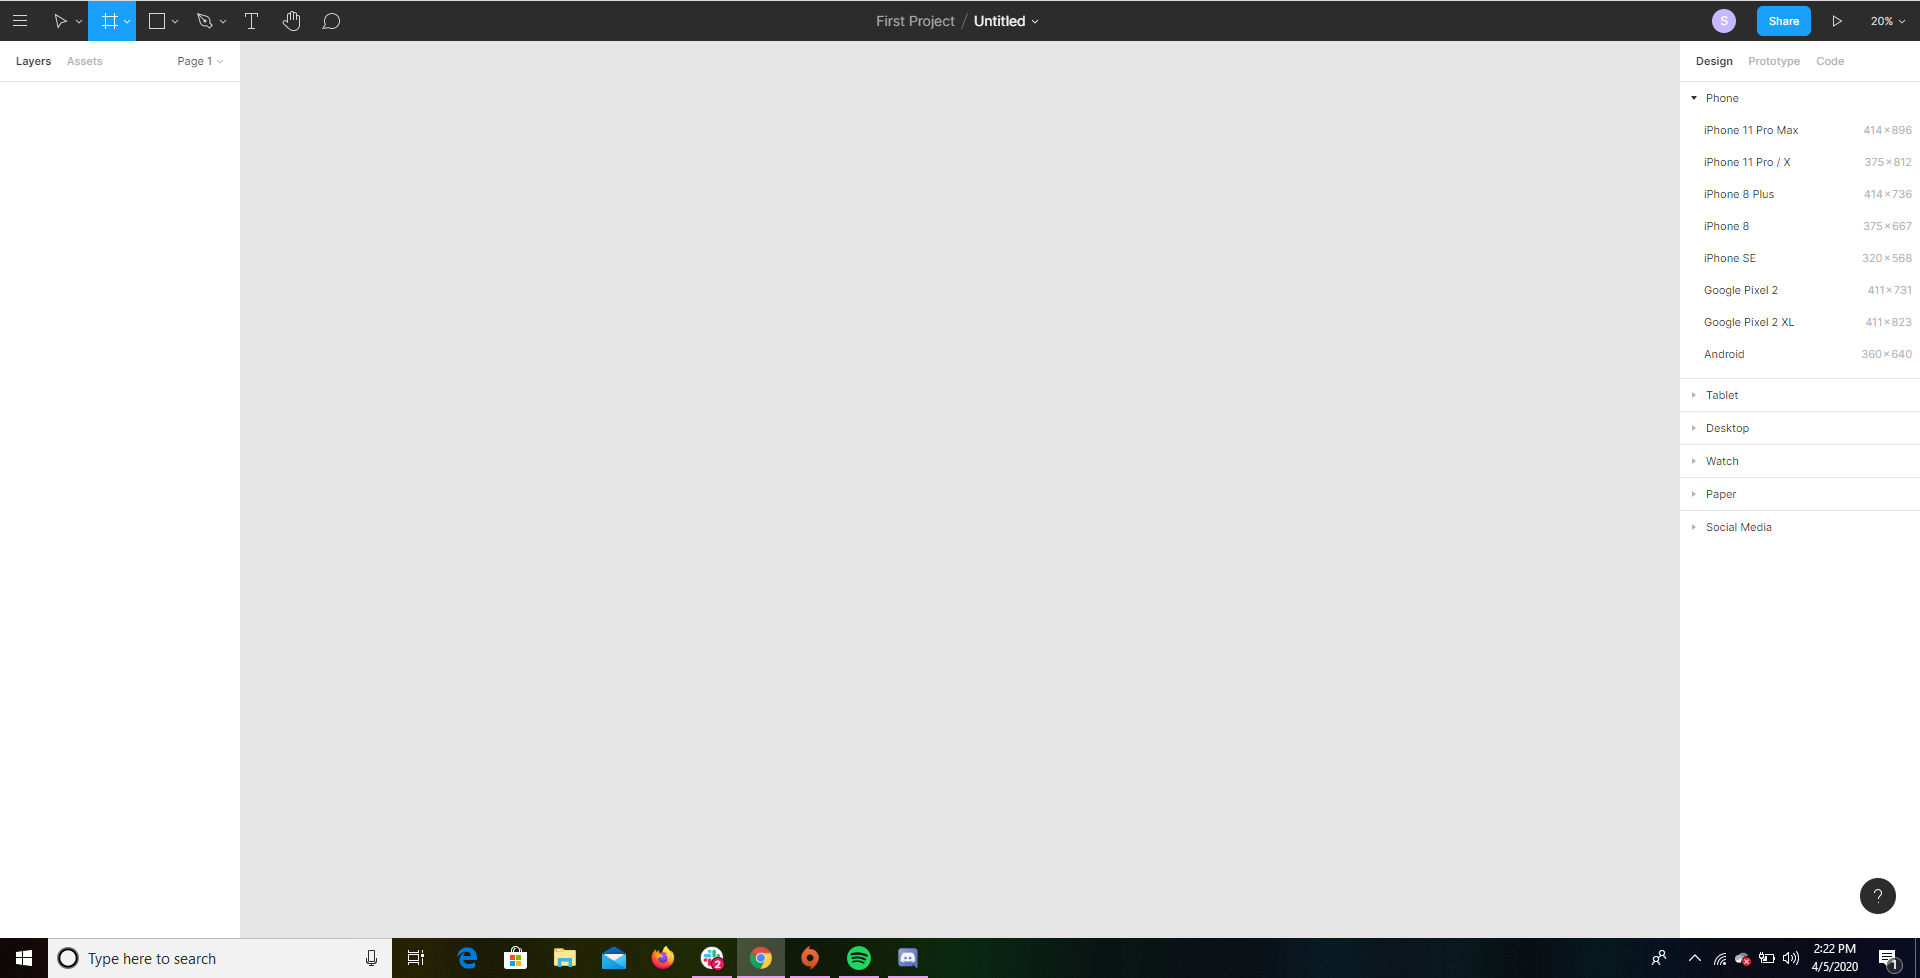 First Project / Untitled
S
Share
20%
Layers Assets Page 1
Design Prototype Code
Phone
iPhone 11 Pro Max 414×896
iPhone 11 Pro / X 375×812
iPhone 8 Plus 414×736
iPhone 8 375×667
iPhone SE 320×568
Google Pixel 2 411×731
Google Pixel 2 XL 411×823
Android 360×640
Tablet
Desktop
Watch
Paper
Social Media
?
Type here to search
2
2:22 PM
4/5/2020
1